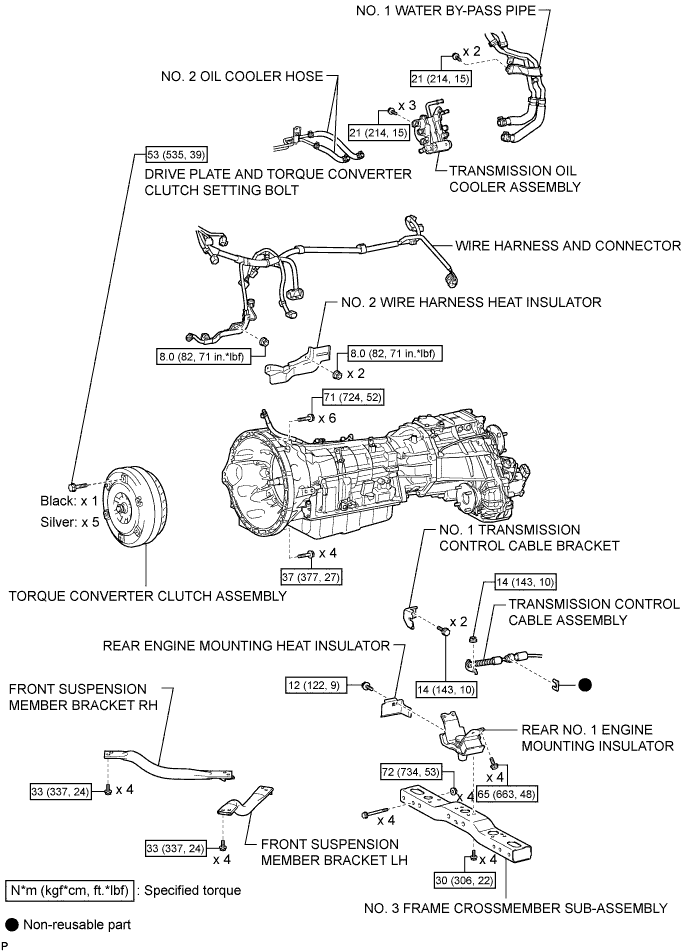 NO. 1 WATER BY-PASS PIPE
x 2
21 (214, 15)
NO. 2 OIL COOLER HOSE
x 3
21 (214, 15)
53 (535, 39)
DRIVE PLATE AND TORQUE CONVERTER
CLUTCH SETTING BOLT
TRANSMISSION OIL
COOLER ASSEMBLY
WIRE HARNESS AND CONNECTOR
NO. 2 WIRE HARNESS HEAT INSULATOR
8.0 (82, 71 in.*lbf)
8.0 (82, 71 in.*lbf)
x 2
71 (724, 52)
x 6
Black: x 1
Silver: x 5
x 4
37 (377, 27)
TORQUE CONVERTER CLUTCH ASSEMBLY
NO. 1 TRANSMISSION
CONTROL CABLE BRACKET
14 (143, 10)
x 2
TRANSMISSION CONTROL
CABLE ASSEMBLY
REAR ENGINE MOUNTING HEAT INSULATOR
12 (122, 9)
14 (143, 10)
FRONT SUSPENSION
MEMBER BRACKET RH
REAR NO. 1 ENGINE
MOUNTING INSULATOR
72 (734, 53)
x 4
x 4
65 (663, 48)
33 (337, 24)
x 4
x 4
33 (337, 24)
x 4
FRONT SUSPENSION
MEMBER BRACKET LH
x 4
30 (306, 22)
N*m (kgf*cm, ft.*lbf) : Specified torque
NO. 3 FRAME CROSSMEMBER SUB-ASSEMBLY
Non-reusable part
P